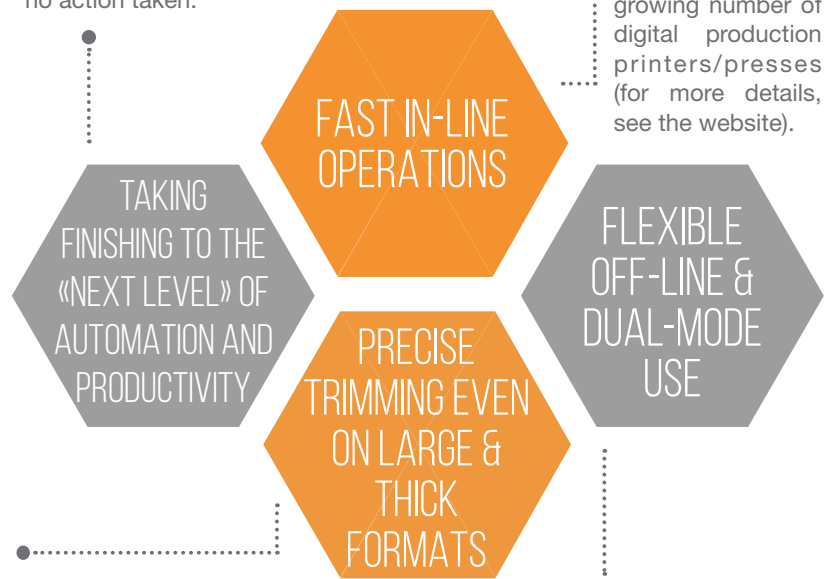 no action taken.
growing number of
digital production
printers/presses
(for more details,
see the website).
FAST IN-LINE
OPERATIONS
TAKING
FINISHING TO THE
«NEXT LEVEL» OF
AUTOMATION AND
PRODUCTIVITY
FLEXIBLE
OFF-LINE &
DUAL-MODE
USE
PRECISE
TRIMMING EVEN
ON LARGE &
THICK
FORMATS